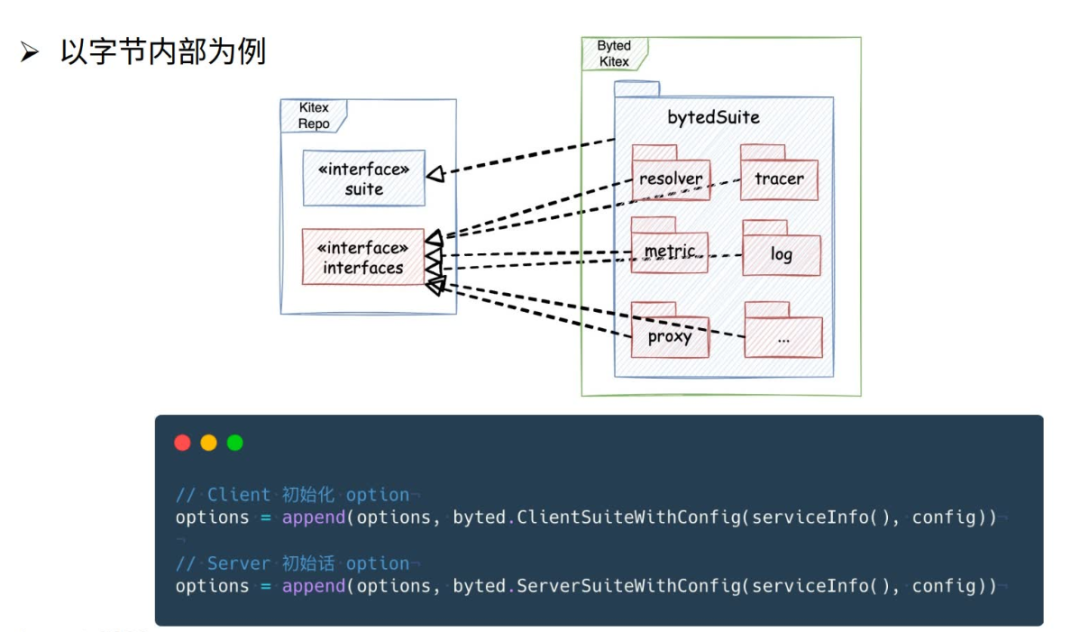 ➢ 以字节内部为例
Byted
Kitex
Kitex
Repo
bytedSuite
«interface»
suite
resolver
tracer
«interface»
interfaces
metric
log
proxy
...
// Client 初始化 option
options = append(options, byted.ClientSuiteWithConfig(serviceInfo(), config))
// Server 初始话 option
options = append(options, byted.ServerSuiteWithConfig(serviceInfo(), config))